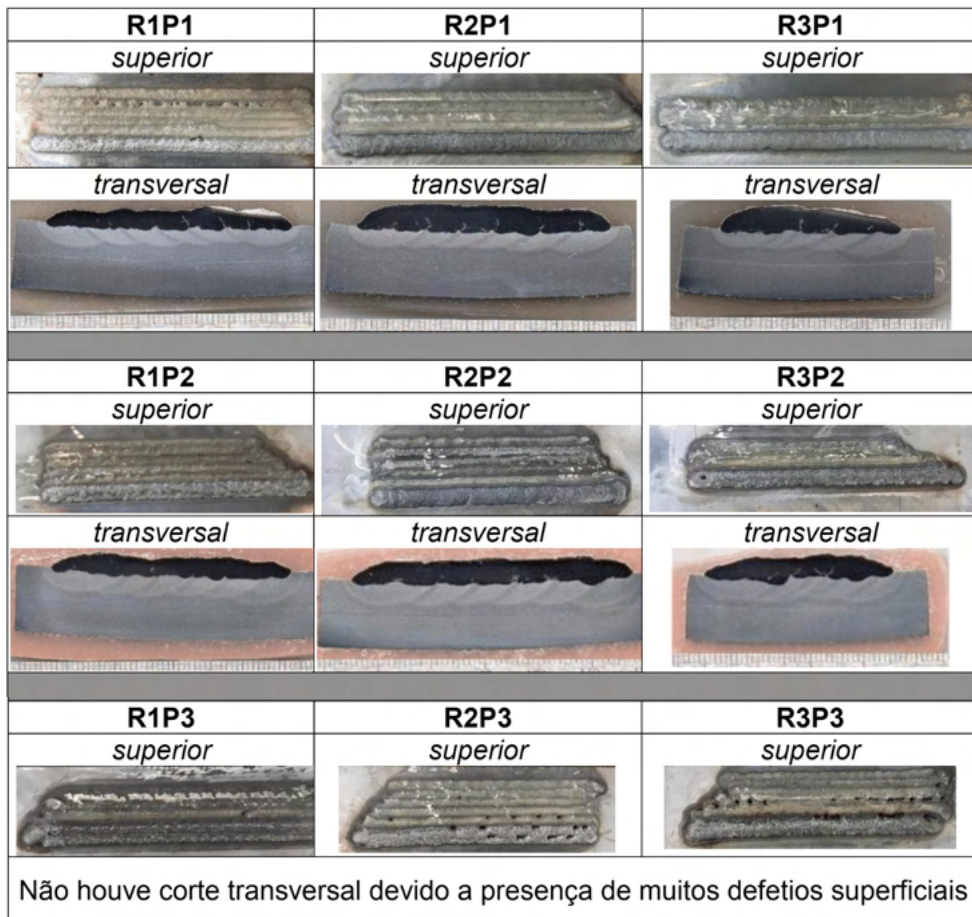 R1P1 R2P1 R3P1
superior superior superior
transversal transversal transversal
R1P2 R2P2 R3P2
superior superior superior
transversal transversal transversal
R1P3 R2P3 R3P3
superior superior superior
Não houve corte transversal devido a presença de muitos defetios superficiais